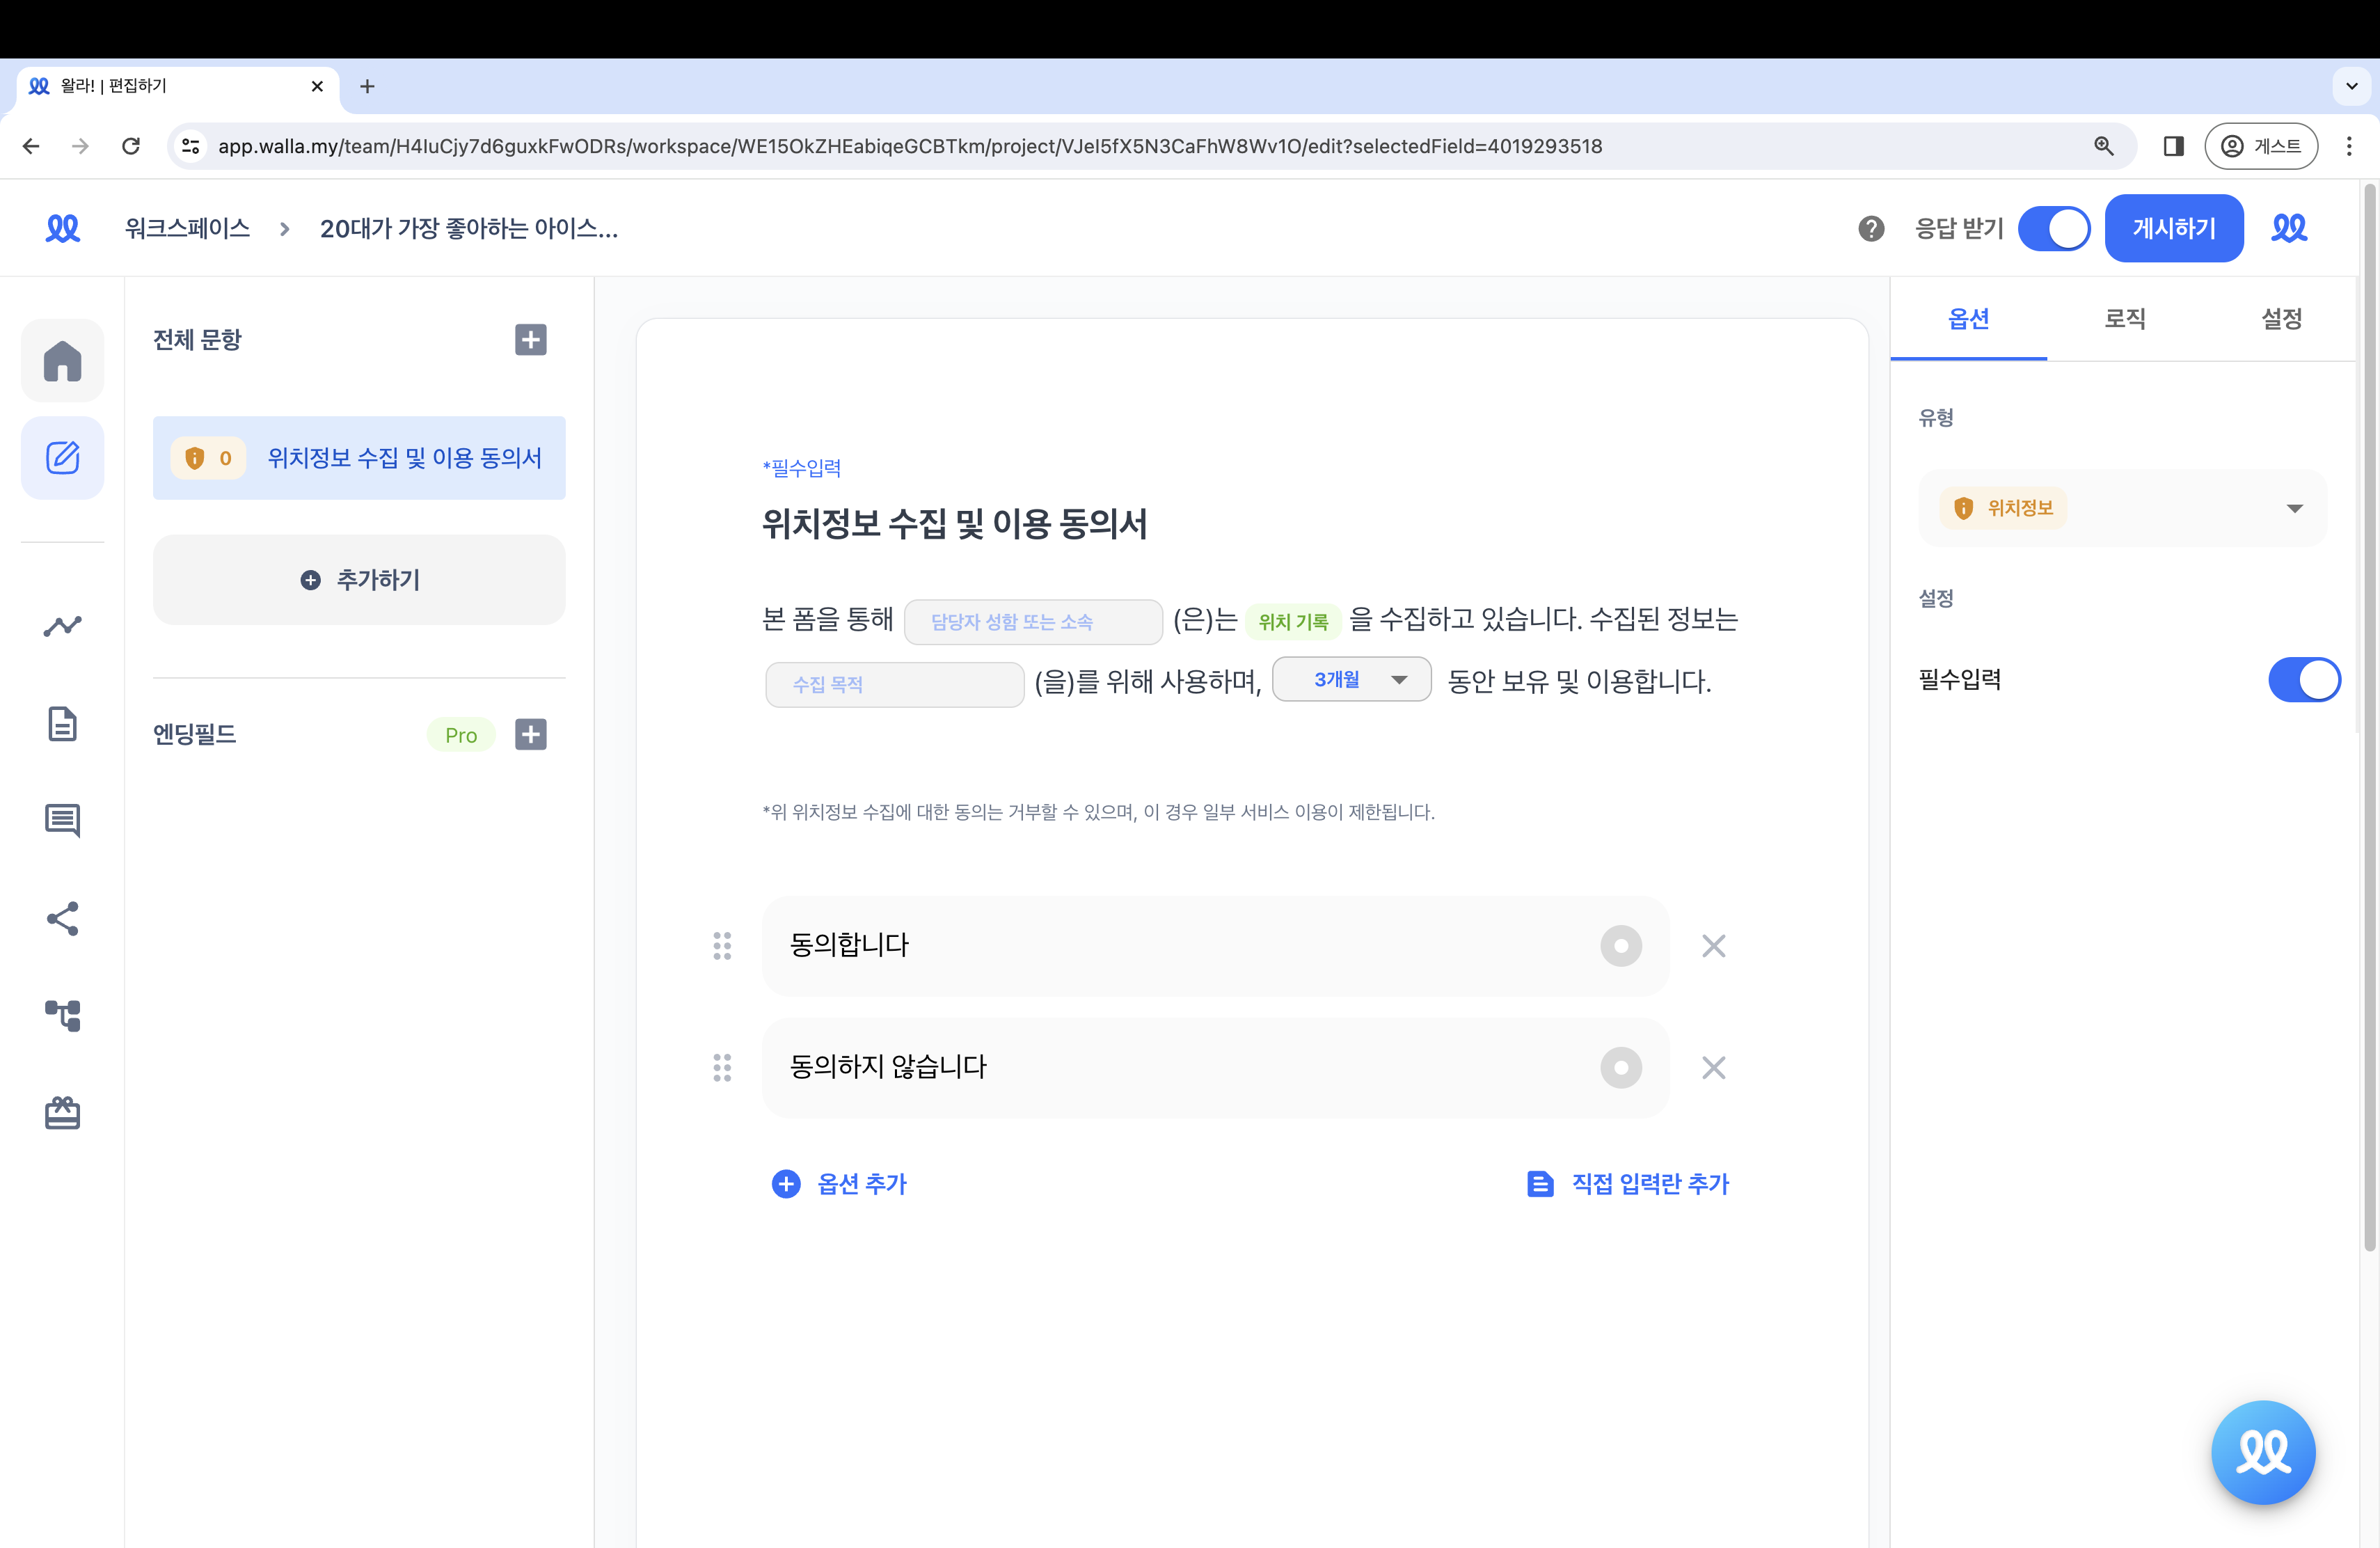 왈라! | 편집하기
app.walla.my/team/H4IuCjy7d6guxkFwODRs/workspace/WE15OkZHEabiqeGCBTkm/project/VJeI5fX5N3CaFhW8Wv1O/edit?selectedField=4019293518
게스트
워크스페이스 > 20대가 가장 좋아하는 아이스...
응답 받기
게시하기
전체 문항
0 위치정보 수집 및 이용 동의서
추가하기
엔딩필드 Pro
*필수입력
위치정보 수집 및 이용 동의서
본 폼을 통해 담당자 성함 또는 소속 (은)는 위치 기록 을 수집하고 있습니다. 수집된 정보는
수집 목적 (을)를 위해 사용하며, 3개월 동안 보유 및 이용합니다.
*위 위치정보 수집에 대한 동의는 거부할 수 있으며, 이 경우 일부 서비스 이용이 제한됩니다.
동의합니다
동의하지 않습니다
옵션 추가
직접 입력란 추가
옵션 로직 설정
유형
위치정보
설정
필수입력